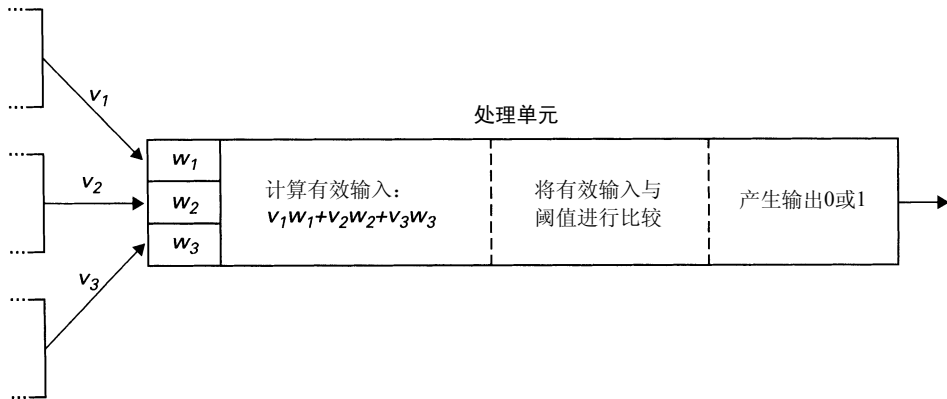 处理单元
v₁
v₂
v₃
w₁
w₂
w₃
计算有效输入：
v₁w₁+v₂w₂+v₃w₃
将有效输入与
阈值进行比较
产生输出0或1